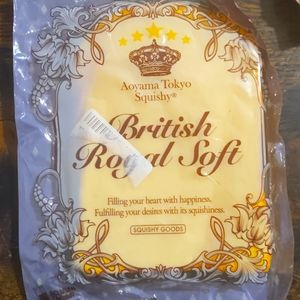 Aoyama Tokyo
Squishy®
British
Royal Soft
Filling your heart with happiness.
Fulfilling your desires with its squishiness.
SQUISHY GOODS